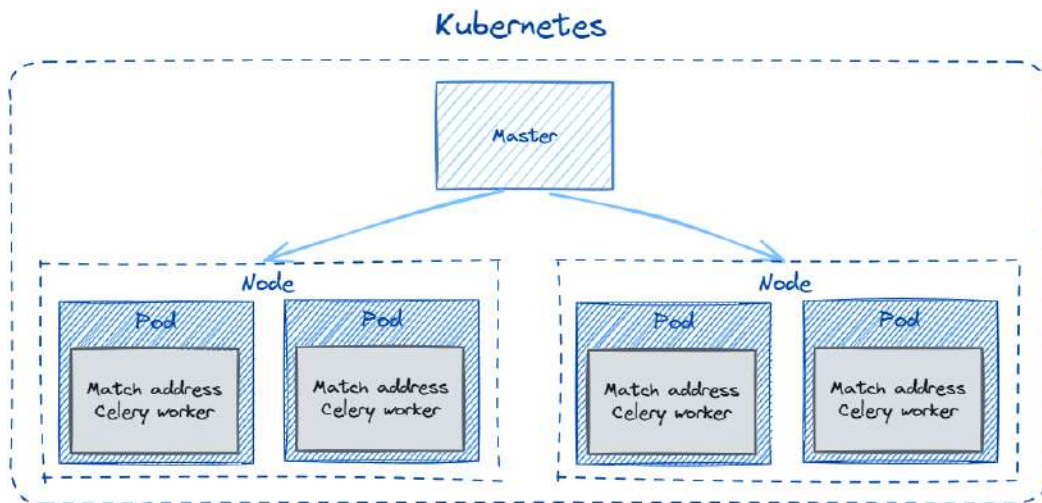 Kubernetes
Master
Node
Node
Pod
Pod
Pod
Pod
Match address
Celery worker
Match address
Celery worker
Match address
Celery worker
Match address
Celery worker